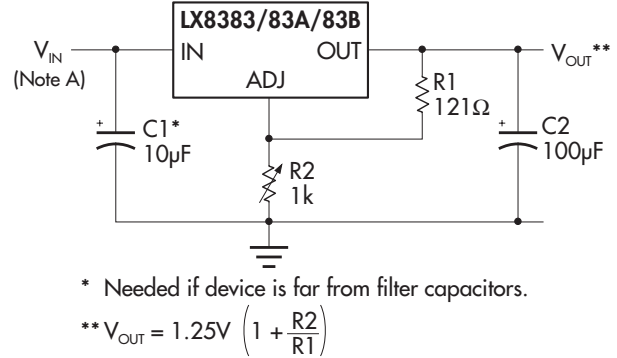 LX8383/83A/83B
V_IN IN OUT V_OUT**
(Note A)
ADJ
R1
121Ω
C1*
10µF
+
C2
100µF
+
R2
1k
* Needed if device is far from filter capacitors.
** V_OUT = 1.25V (1 + R2/R1)